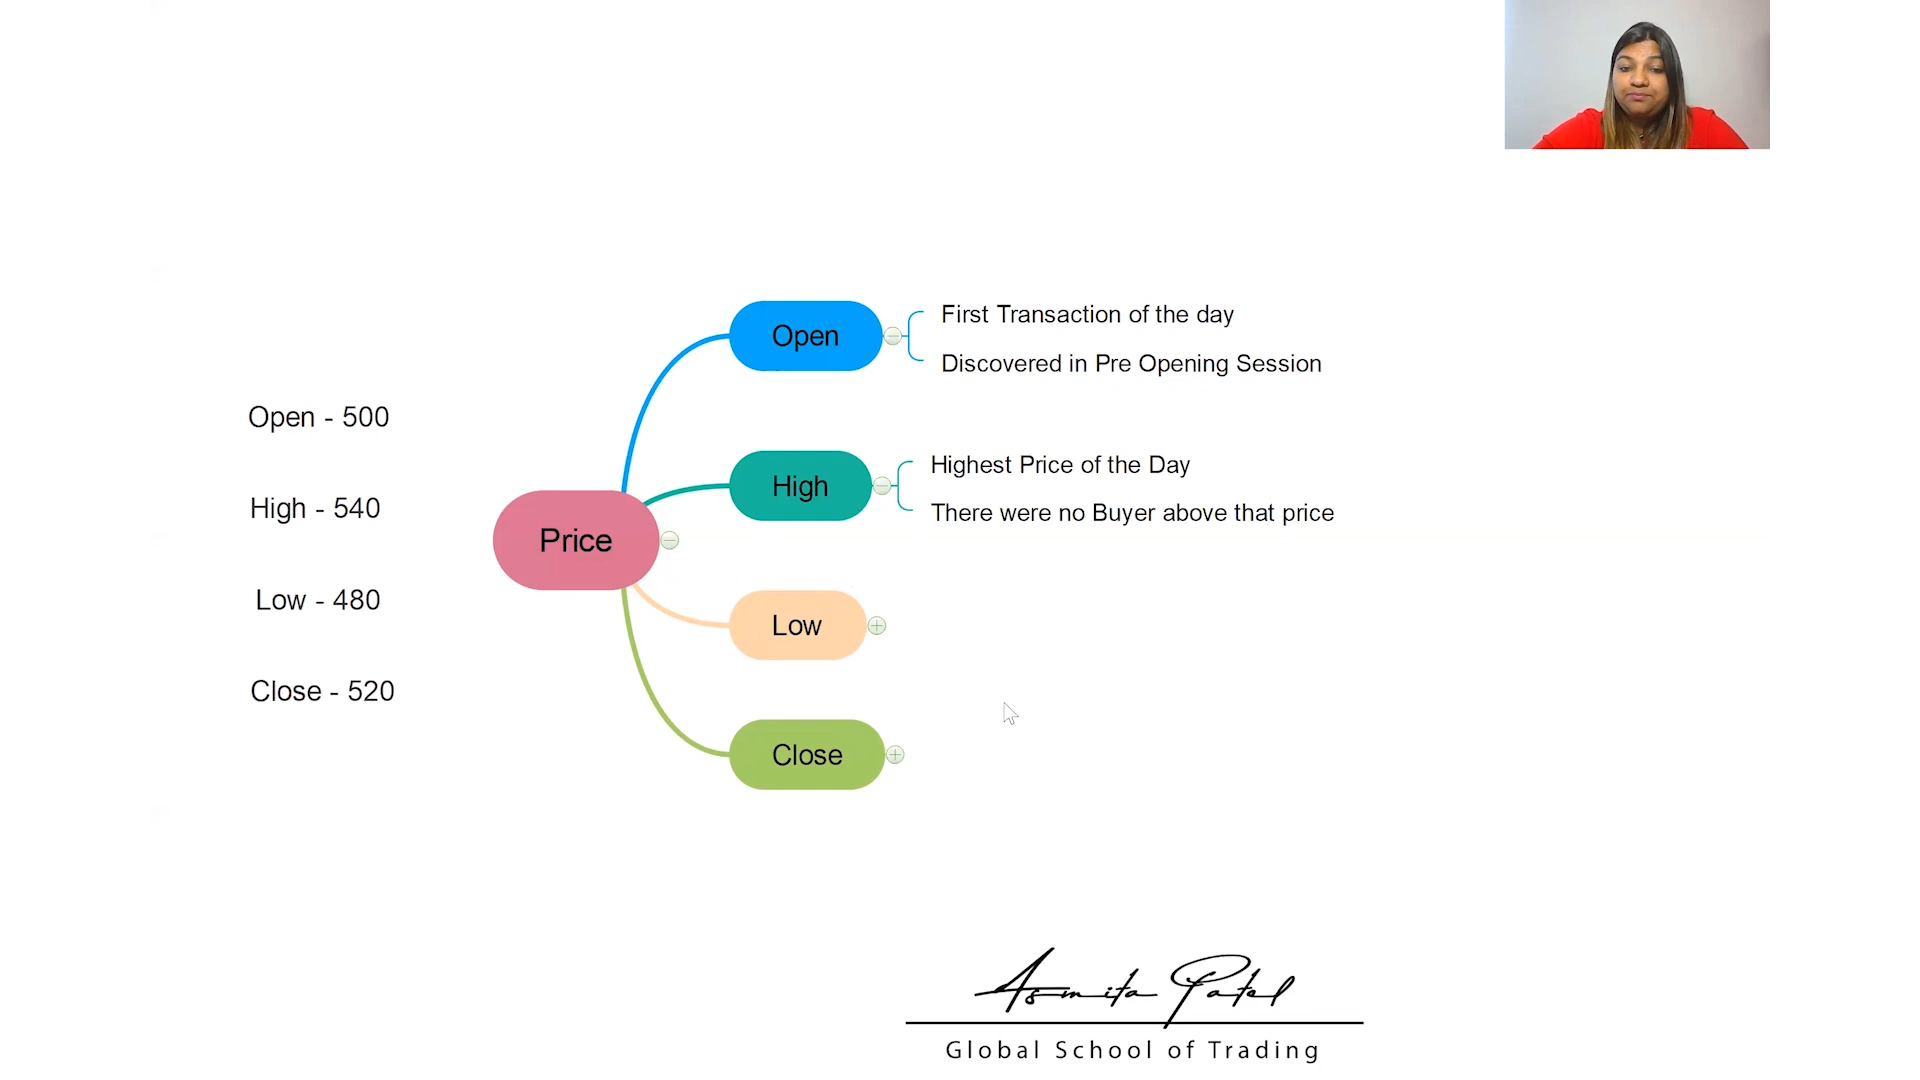 Open - 500
High - 540
Low - 480
Close - 520
Price
Open
First Transaction of the day
Discovered in Pre Opening Session
High
Highest Price of the Day
There were no Buyer above that price
Low
Close
Asmita Patel
Global School of Trading